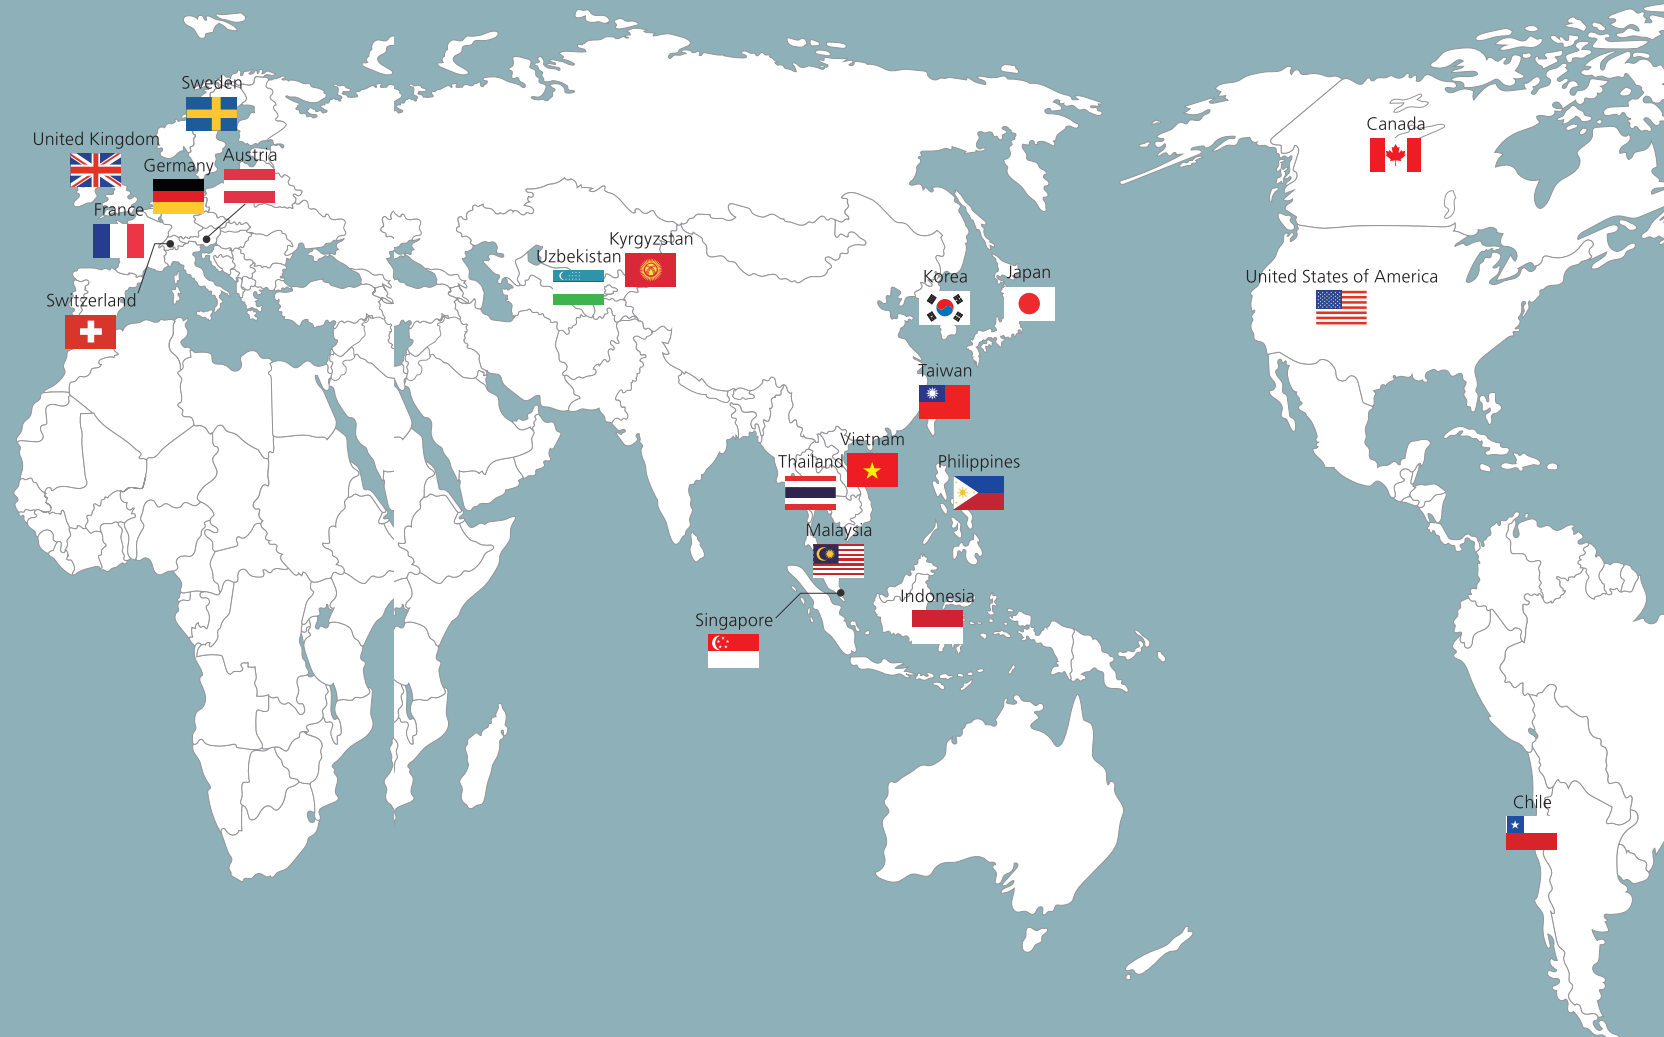 Sweden
United Kingdom
Austria
Germany
France
Switzerland
Uzbekistan
Kyrgyzstan
Korea
Japan
Taiwan
Vietnam
Thailand
Philippines
Malaysia
Indonesia
Singapore
Canada
United States of America
Chile